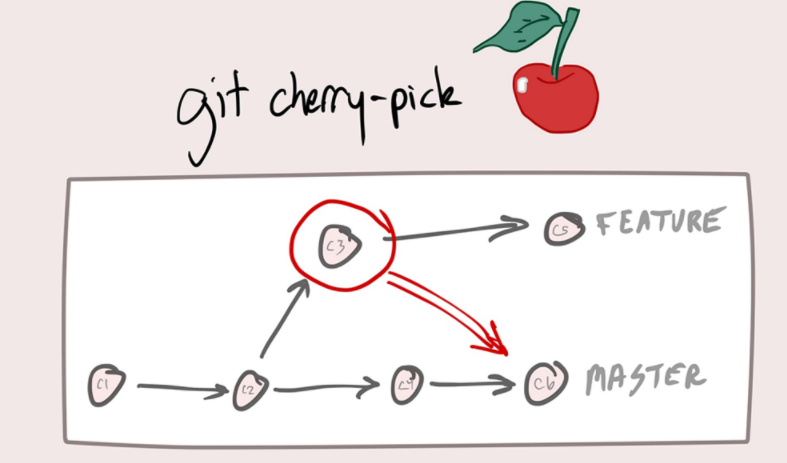 git cherry-pick
C3
C5 FEATURE
C1
C2
C4
C6 MASTER